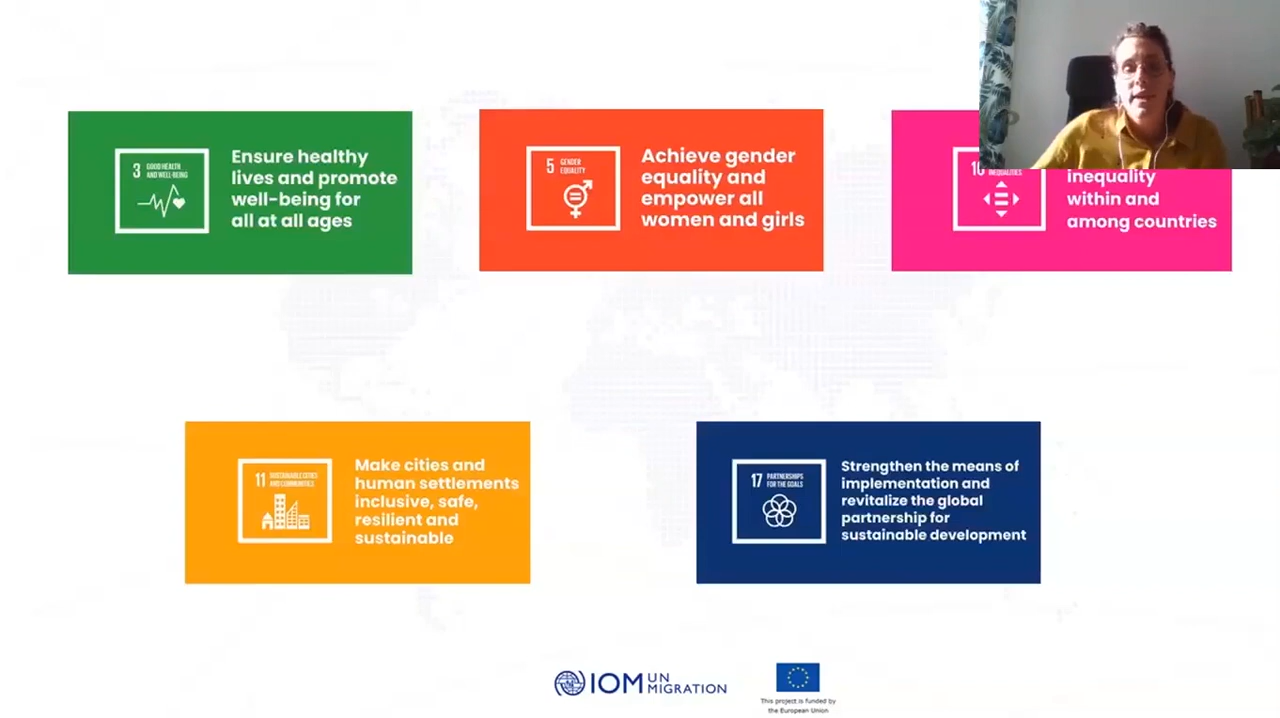 3 GOOD HEALTH
AND WELL-BEING
Ensure healthy
lives and promote
well-being for
all at all ages
5 GENDER
EQUALITY
Achieve gender
equality and
empower all
women and girls
10
INEQUALITIES
inequality
within and
among countries
11 SUSTAINABLE CITIES
AND COMMUNITIES
Make cities and
human settlements
inclusive, safe,
resilient and
sustainable
17 PARTNERSHIPS
FOR THE GOALS
Strengthen the means of
implementation and
revitalize the global
partnership for
sustainable development
IOM UN
MIGRATION
This project is funded by
the European Union